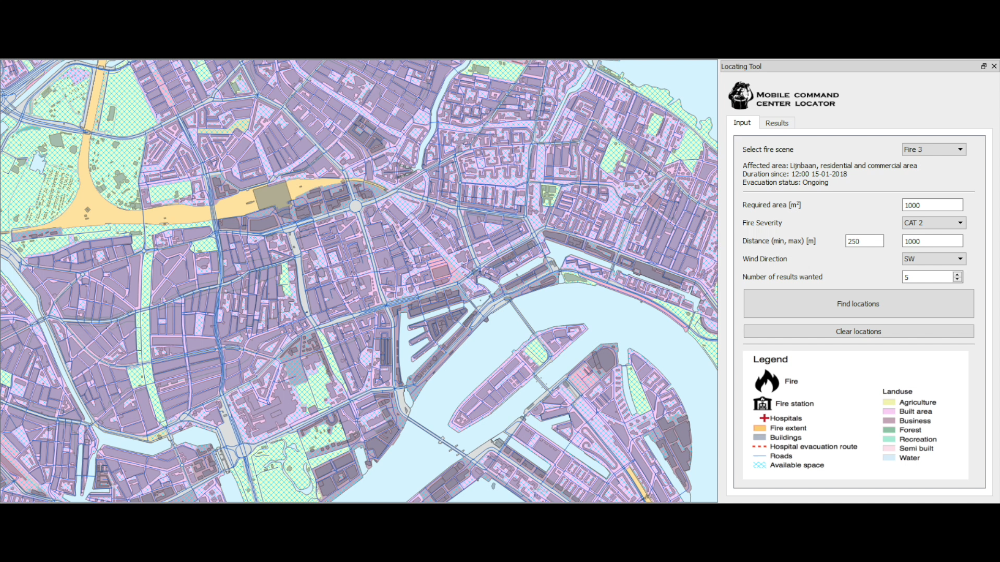 Locating Tool
MOBILE COMMAND
CENTER LOCATOR
Input
Results
Select fire scene
Fire 3
Affected area: Lijnbaan, residential and commercial area
Duration since: 12:00 15-01-2018
Evacuation status: Ongoing
Required area [m²]
1000
Fire Severity
CAT 2
Distance (min, max) [m]
250
1000
Wind Direction
SW
Number of results wanted
5
Find locations
Clear locations
Legend
Fire
Fire station
Hospitals
Fire extent
Buildings
Hospital evacuation route
Roads
Available space
Landuse
Agriculture
Built area
Business
Forest
Recreation
Semi built
Water